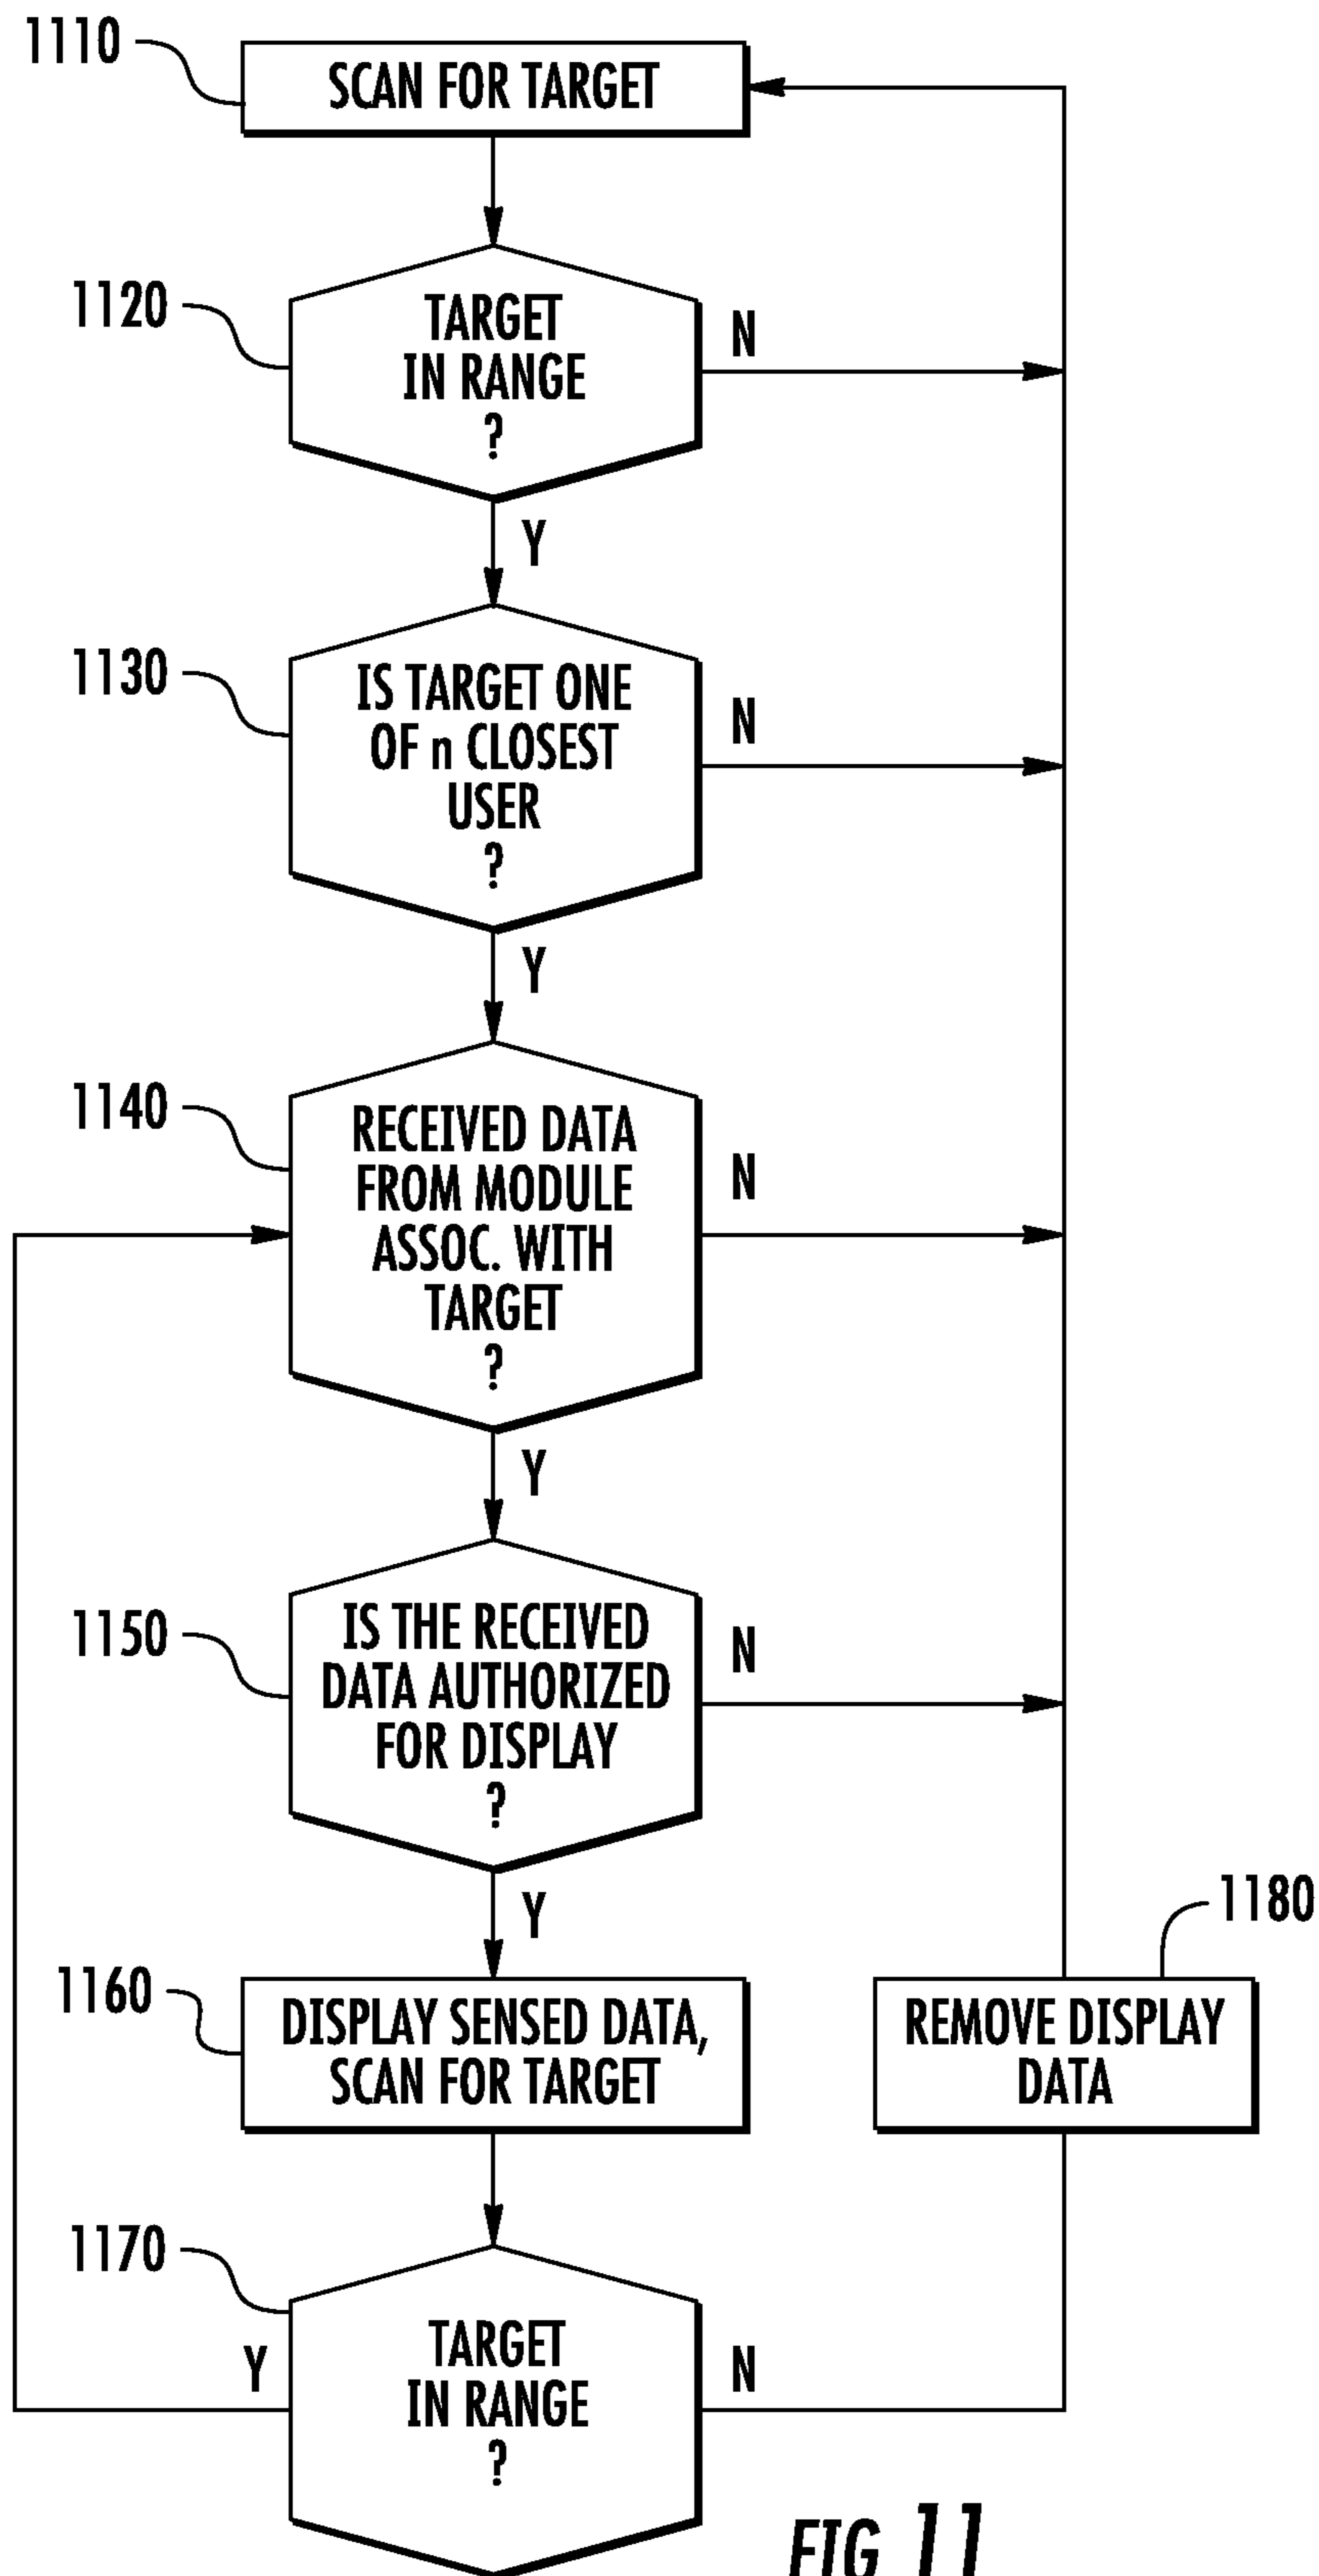 1110
SCAN FOR TARGET
1120
TARGET
IN RANGE
?
N
Y
1130
IS TARGET ONE
OF n CLOSEST
USER
?
N
Y
1140
RECEIVED DATA
FROM MODULE
ASSOC. WITH
TARGET
?
N
Y
1150
IS THE RECEIVED
DATA AUTHORIZED
FOR DISPLAY
?
N
Y
1160
DISPLAY SENSED DATA,
SCAN FOR TARGET
1180
REMOVE DISPLAY
DATA
1170
TARGET
IN RANGE
?
Y
N
FIG 11